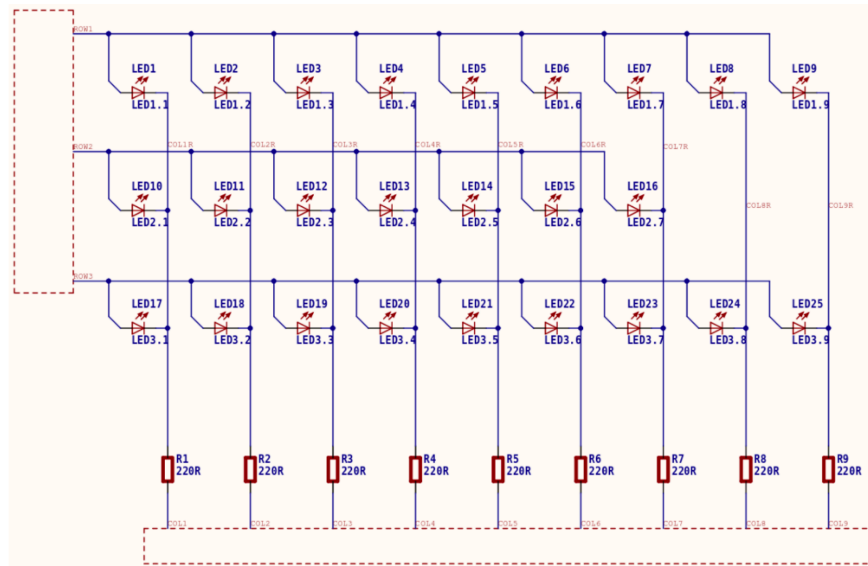 ROW1
LED1 LED2 LED3 LED4 LED5 LED6 LED7 LED8 LED9
LED1.1 LED1.2 LED1.3 LED1.4 LED1.5 LED1.6 LED1.7 LED1.8 LED1.9
COL1R COL2R COL3R COL4R COL5R COL6R COL7R
ROW2
LED10 LED11 LED12 LED13 LED14 LED15 LED16
COL8R COL9R
LED2.1 LED2.2 LED2.3 LED2.4 LED2.5 LED2.6 LED2.7
ROW3
LED17 LED18 LED19 LED20 LED21 LED22 LED23 LED24 LED25
LED3.1 LED3.2 LED3.3 LED3.4 LED3.5 LED3.6 LED3.7 LED3.8 LED3.9
R1 R2 R3 R4 R5 R6 R7 R8 R9
220R 220R 220R 220R 220R 220R 220R 220R 220R
COL1 COL2 COL3 COL4 COL5 COL6 COL7 COL8 COL9